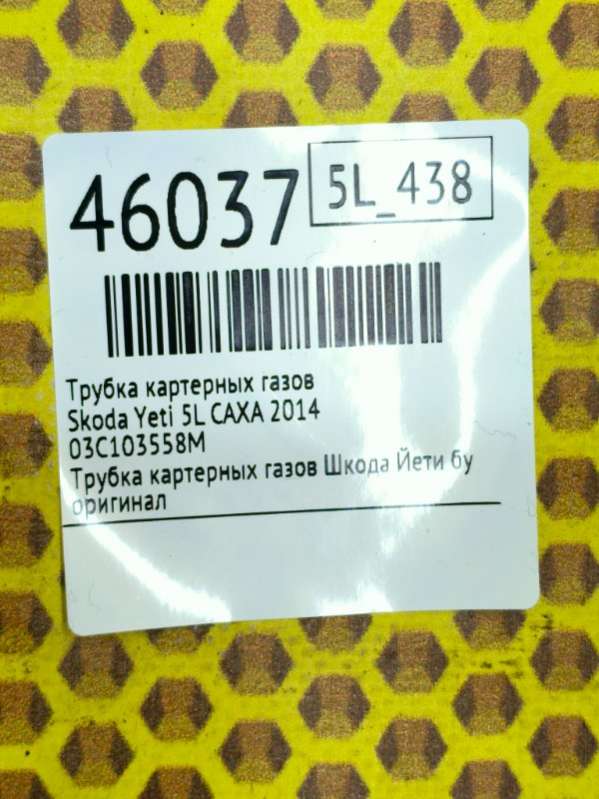 46037
5L_438
Трубка картерных газов
Skoda Yeti 5L CAXA 2014
03C103558M
Трубка картерных газов Шкода Йети бу
оригинал